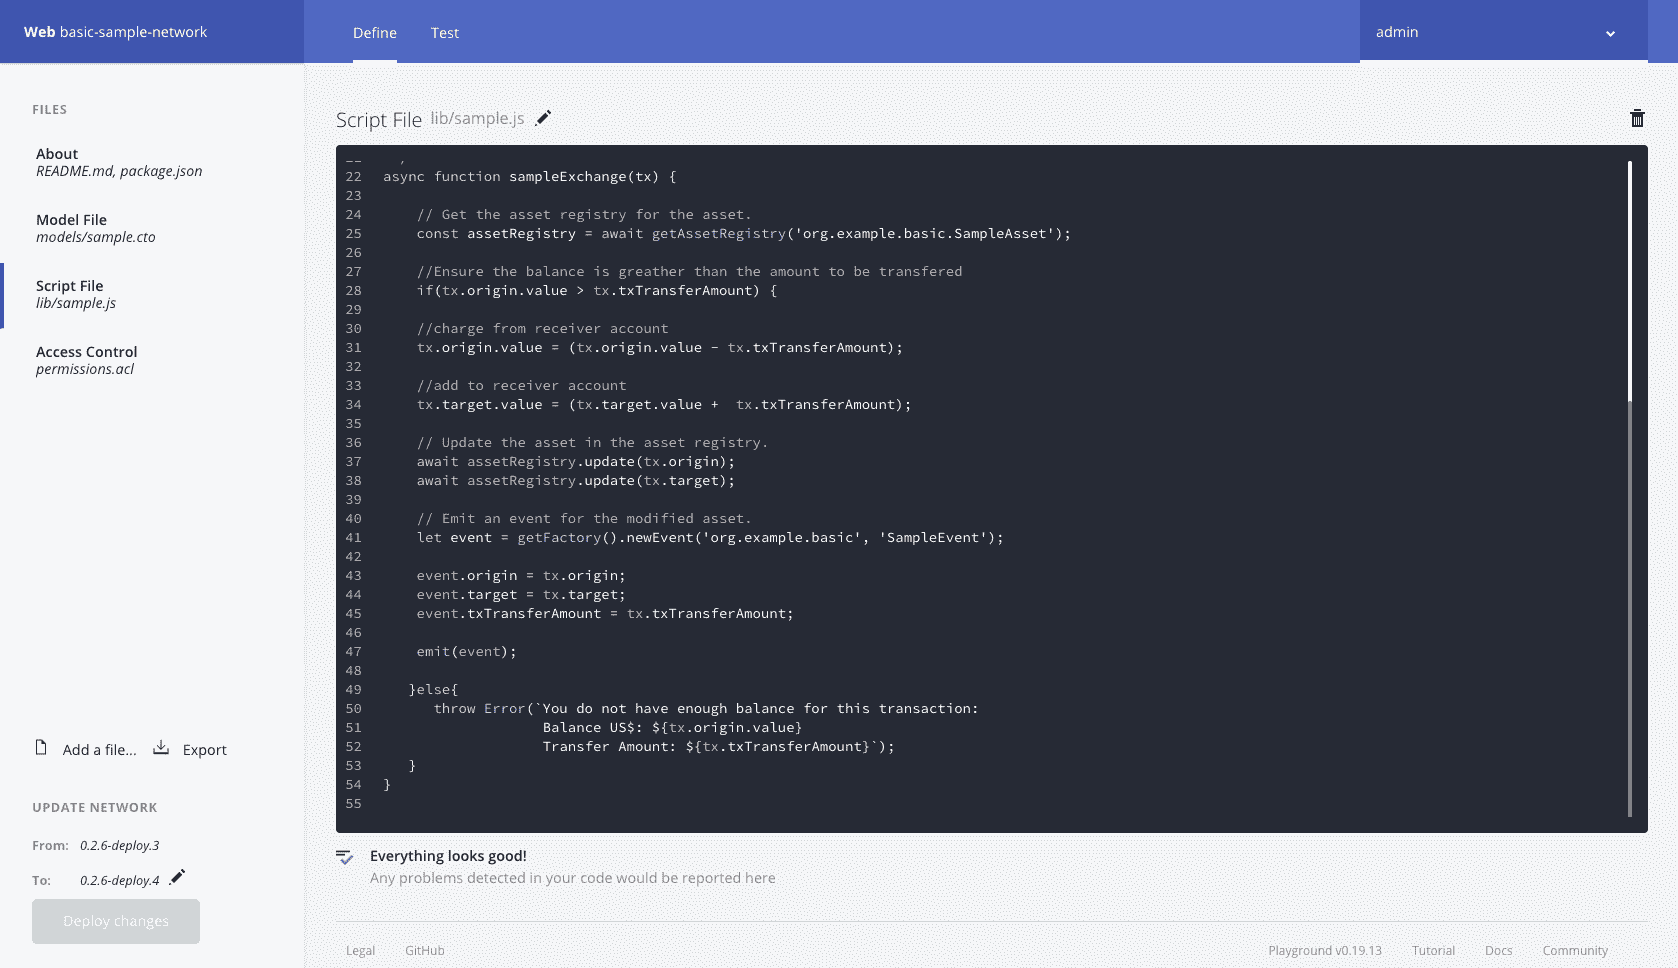 Web basic-sample-network
Define
Test
admin
FILES
About
README.md, package.json
Model File
models/sample.cto
Script File
lib/sample.js
Access Control
permissions.acl
Add a file...
Export
UPDATE NETWORK
From: 0.2.6-deploy.3
To: 0.2.6-deploy.4
Deploy changes
Script File lib/sample.js
22 async function sampleExchange(tx) {
23
24     // Get the asset registry for the asset.
25     const assetRegistry = await getAssetRegistry('org.example.basic.SampleAsset');
26
27     //Ensure the balance is greather than the amount to be transfered
28     if(tx.origin.value > tx.txTransferAmount) {
29
30     //charge from receiver account
31     tx.origin.value = (tx.origin.value - tx.txTransferAmount);
32
33     //add to receiver account
34     tx.target.value = (tx.target.value +  tx.txTransferAmount);
35
36     // Update the asset in the asset registry.
37     await assetRegistry.update(tx.origin);
38     await assetRegistry.update(tx.target);
39
40     // Emit an event for the modified asset.
41     let event = getFactory().newEvent('org.example.basic', 'SampleEvent');
42
43     event.origin = tx.origin;
44     event.target = tx.target;
45     event.txTransferAmount = tx.txTransferAmount;
46
47     emit(event);
48
49    }else{
50       throw Error(`You do not have enough balance for this transaction:
51                    Balance US$: ${tx.origin.value}
52                    Transfer Amount: ${tx.txTransferAmount}`);
53    }
54 }
55
Everything looks good!
Any problems detected in your code would be reported here
Legal
GitHub
Playground v0.19.13
Tutorial
Docs
Community